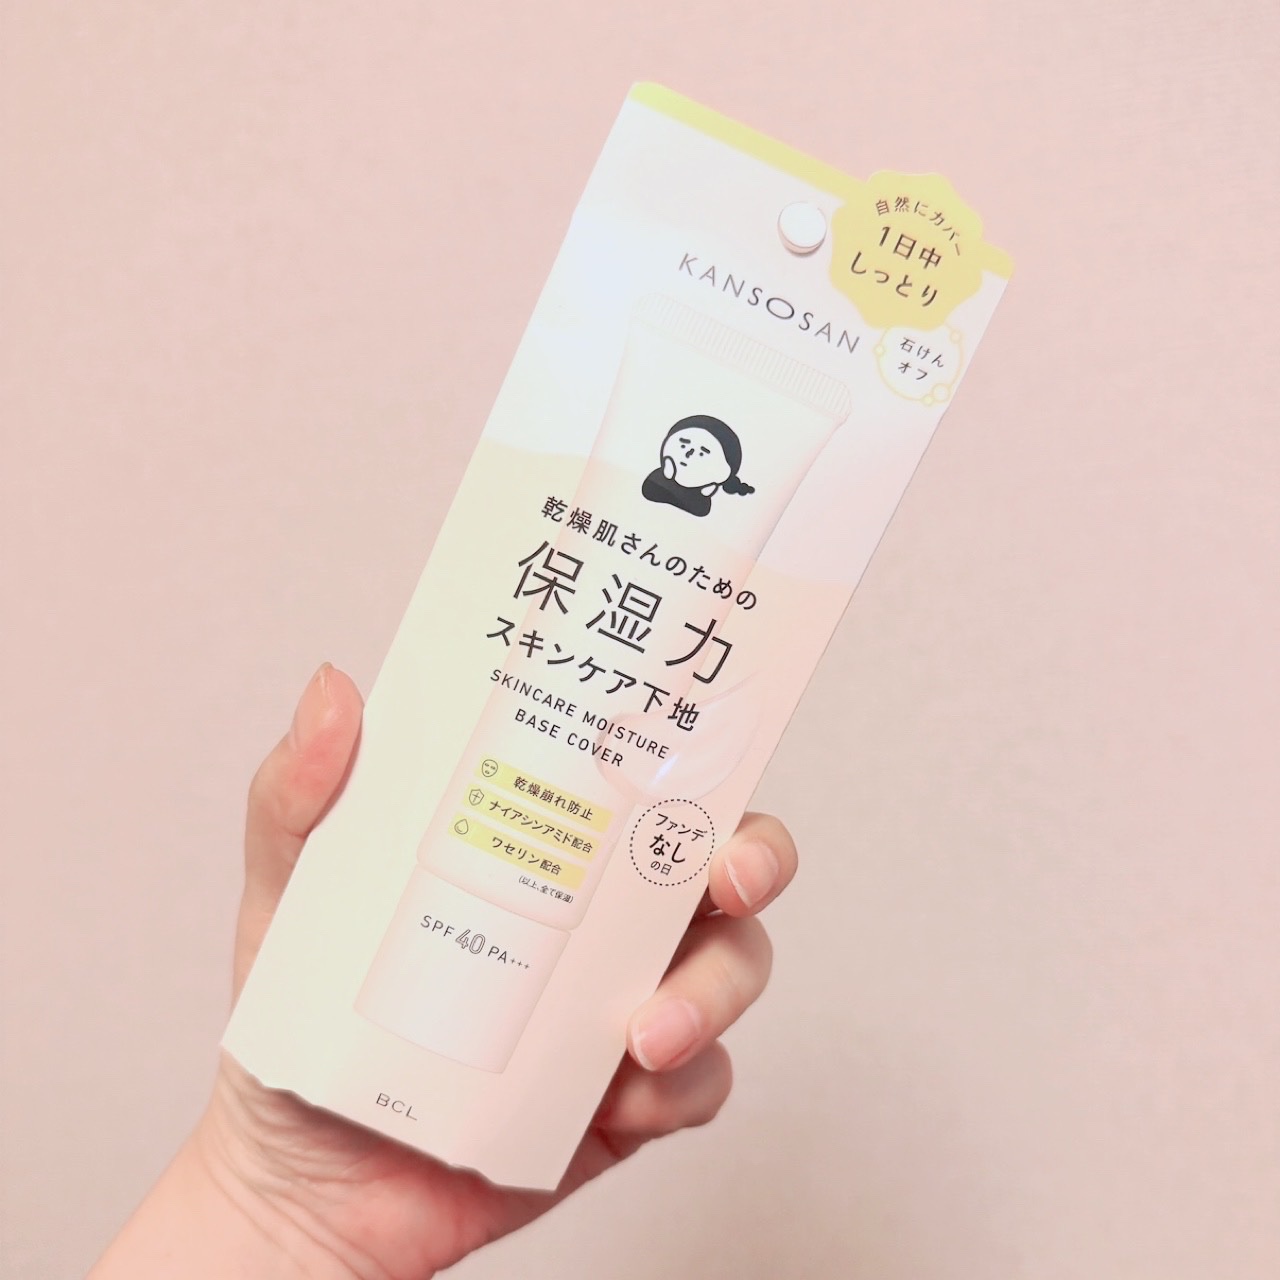 自然にカバー
1日中
しっとり
KANSOSAN
石けん
オフ
乾燥肌さんのための
保湿力
スキンケア下地
SKINCARE MOISTURE
BASE COVER
乾燥崩れ防止
ナイアシンアミド配合
ワセリン配合
(以上、全て保湿)
ファンデ
なし
の日
SPF40 PA+++
BCL